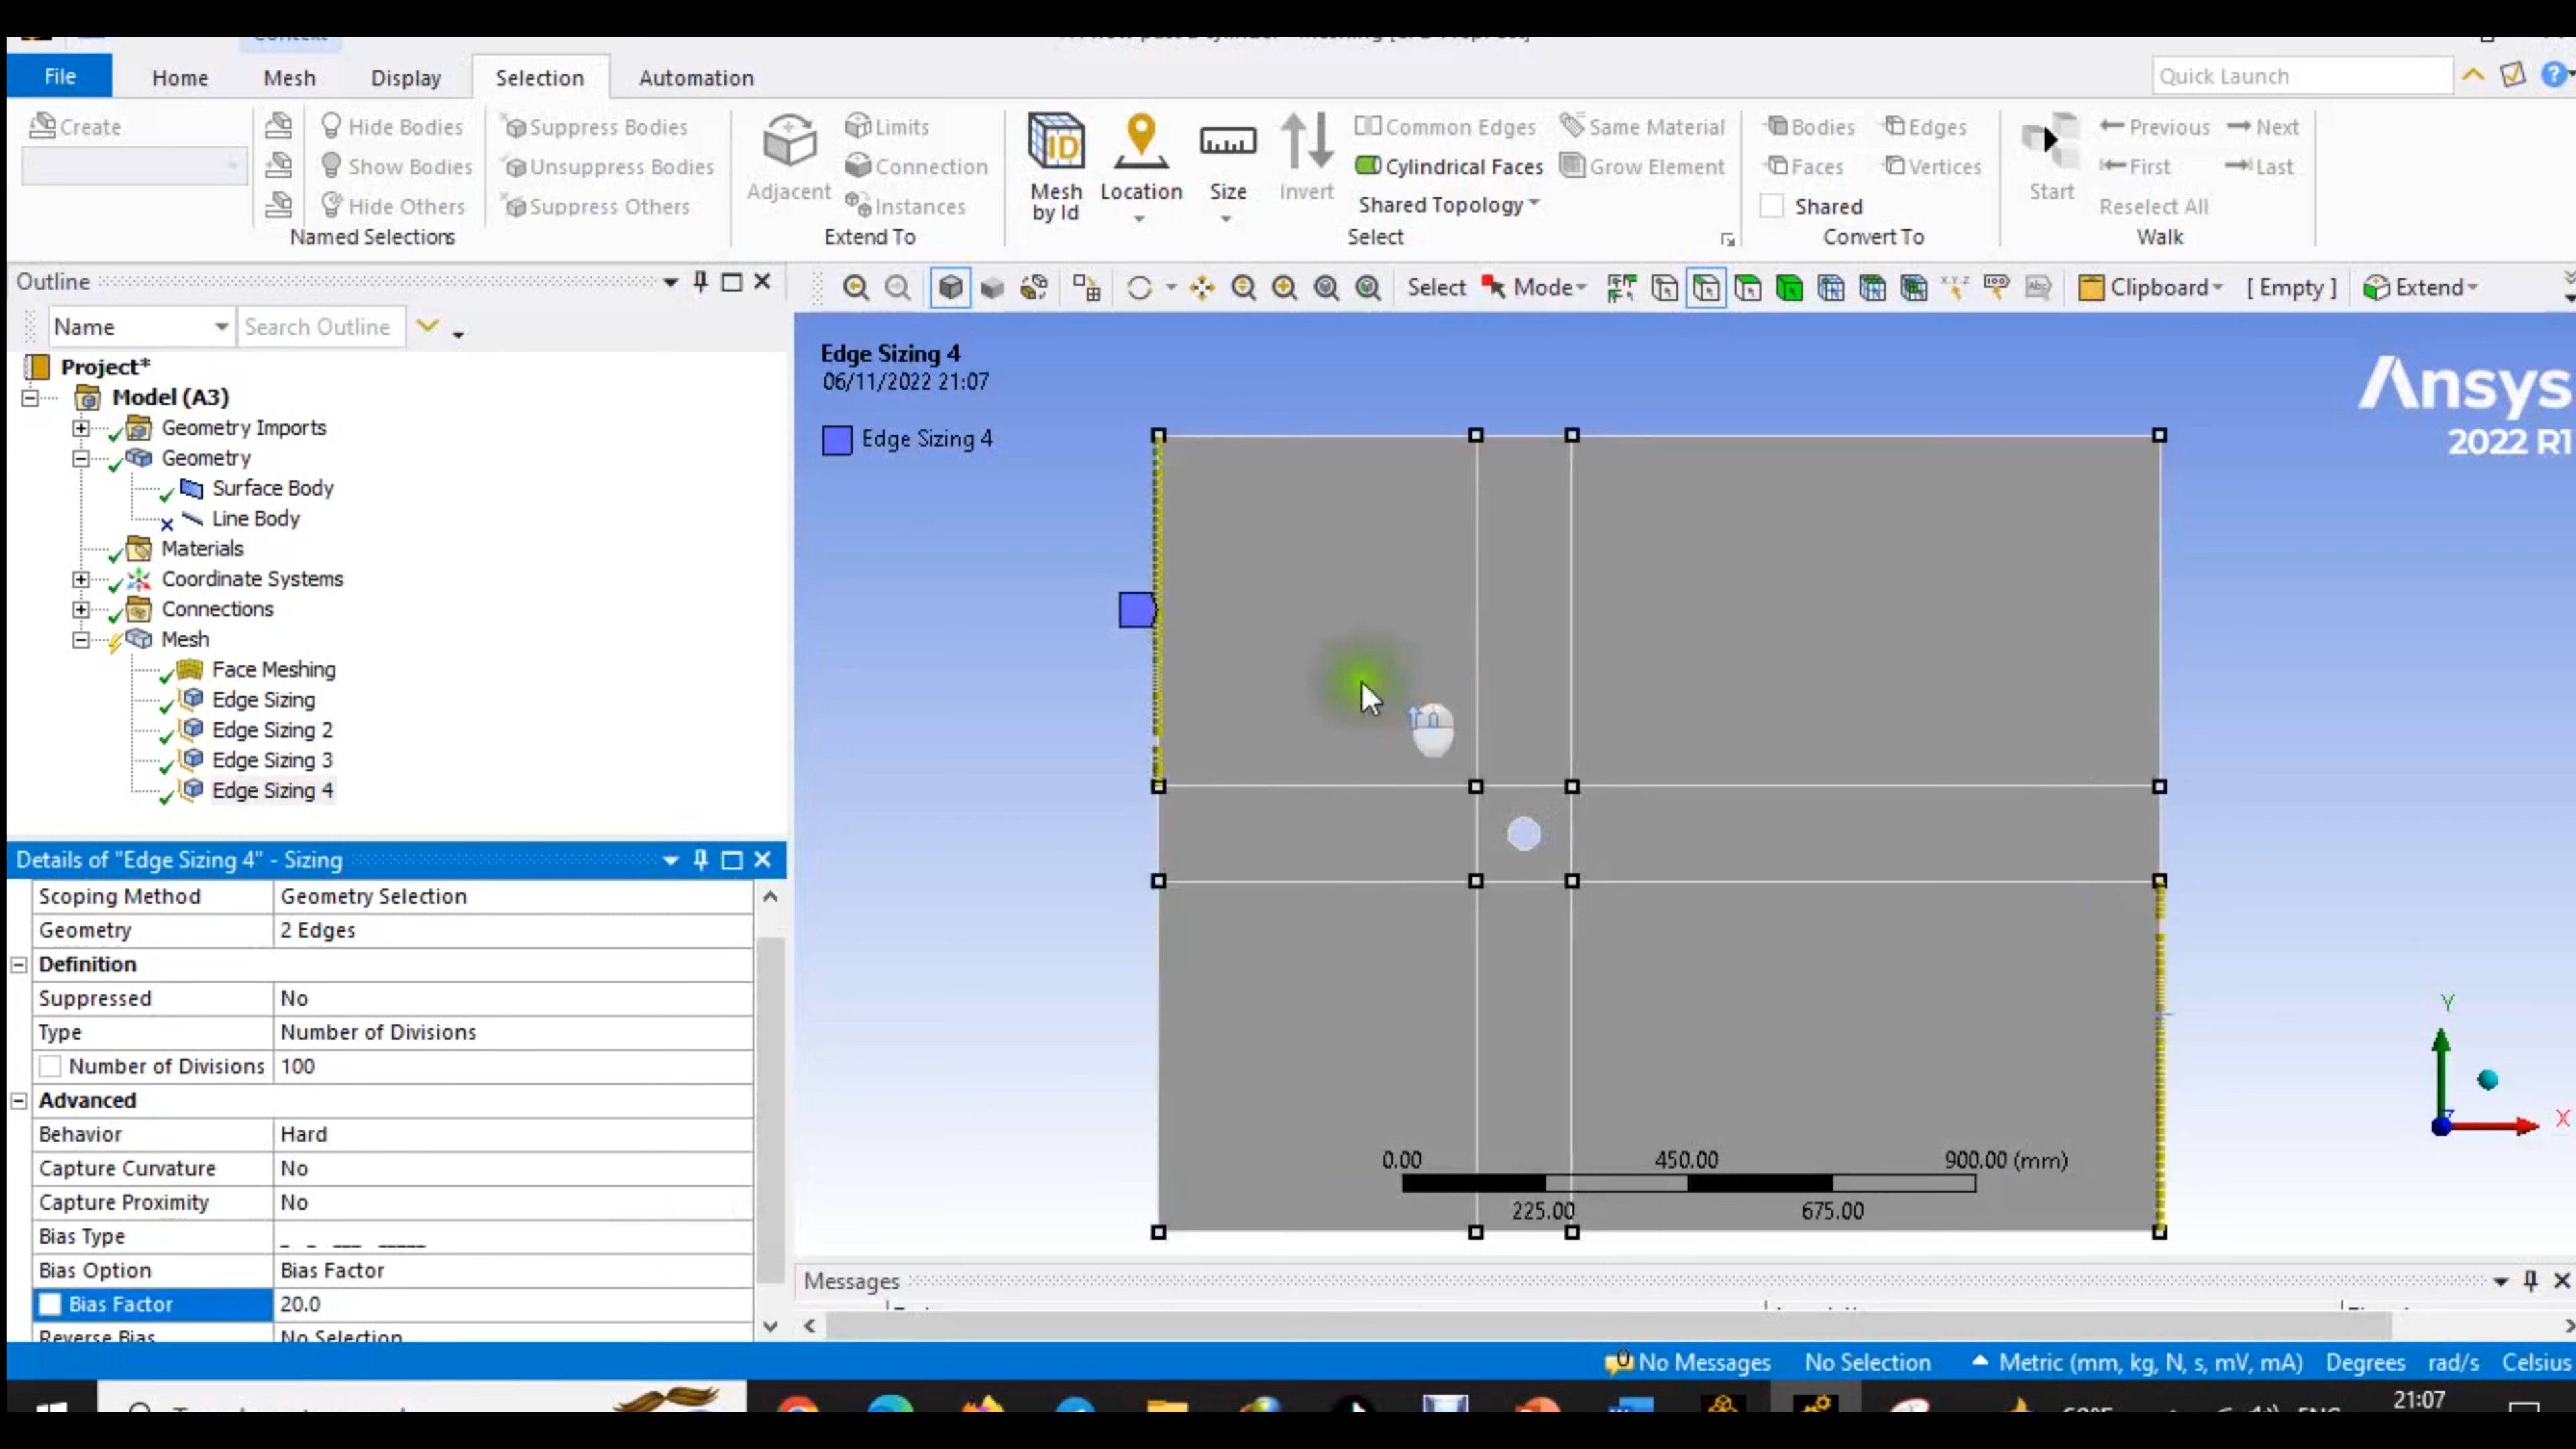 File Home Mesh Display Selection Automation Quick Launch
Create Hide Bodies Suppress Bodies Limits Common Edges Same Material Bodies Edges Previous Next
Show Bodies Unsuppress Bodies Connection Cylindrical Faces Grow Element Faces Vertices First Last
Adjacent Mesh by Id Location Size Invert Start
Hide Others Suppress Others Instances Shared Topology Shared Reselect All
Named Selections Extend To Select Convert To Walk
Outline
Select Mode Clipboard [ Empty ] Extend
Name Search Outline
Project*
Model (A3)
Geometry Imports
Geometry
Surface Body
Line Body
Materials
Coordinate Systems
Connections
Mesh
Face Meshing
Edge Sizing
Edge Sizing 2
Edge Sizing 3
Edge Sizing 4
Edge Sizing 4
06/11/2022 21:07
Edge Sizing 4
Ansys
2022 R1
Y
X
0.00 450.00 900.00 (mm)
225.00 675.00
Details of "Edge Sizing 4" - Sizing
Scoping Method Geometry Selection
Geometry 2 Edges
Definition
Suppressed No
Type Number of Divisions
Number of Divisions 100
Advanced
Behavior Hard
Capture Curvature No
Capture Proximity No
Bias Type
Bias Option Bias Factor
Bias Factor 20.0
Reverse Bias No Selection
Messages
No Messages No Selection Metric (mm, kg, N, s, mV, mA) Degrees rad/s Celsius
21:07